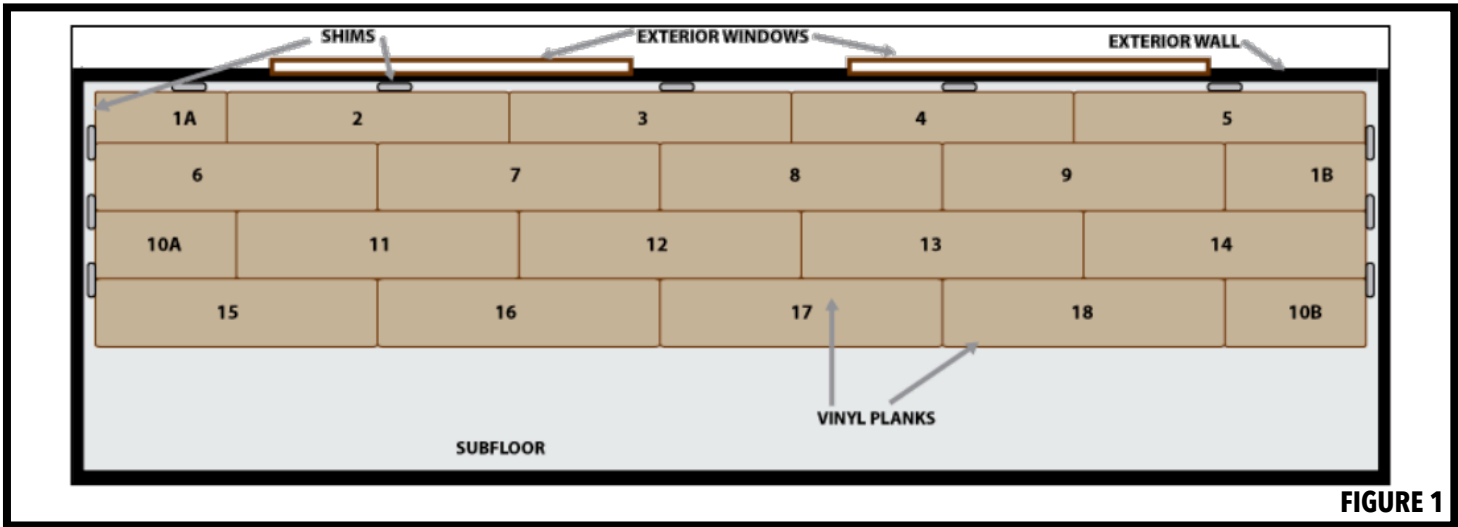 SHIMS
EXTERIOR WINDOWS
EXTERIOR WALL
1A 2 3 4 5
6 7 8 9 1B
10A 11 12 13 14
15 16 17 18 10B
VINYL PLANKS
SUBFLOOR
FIGURE 1